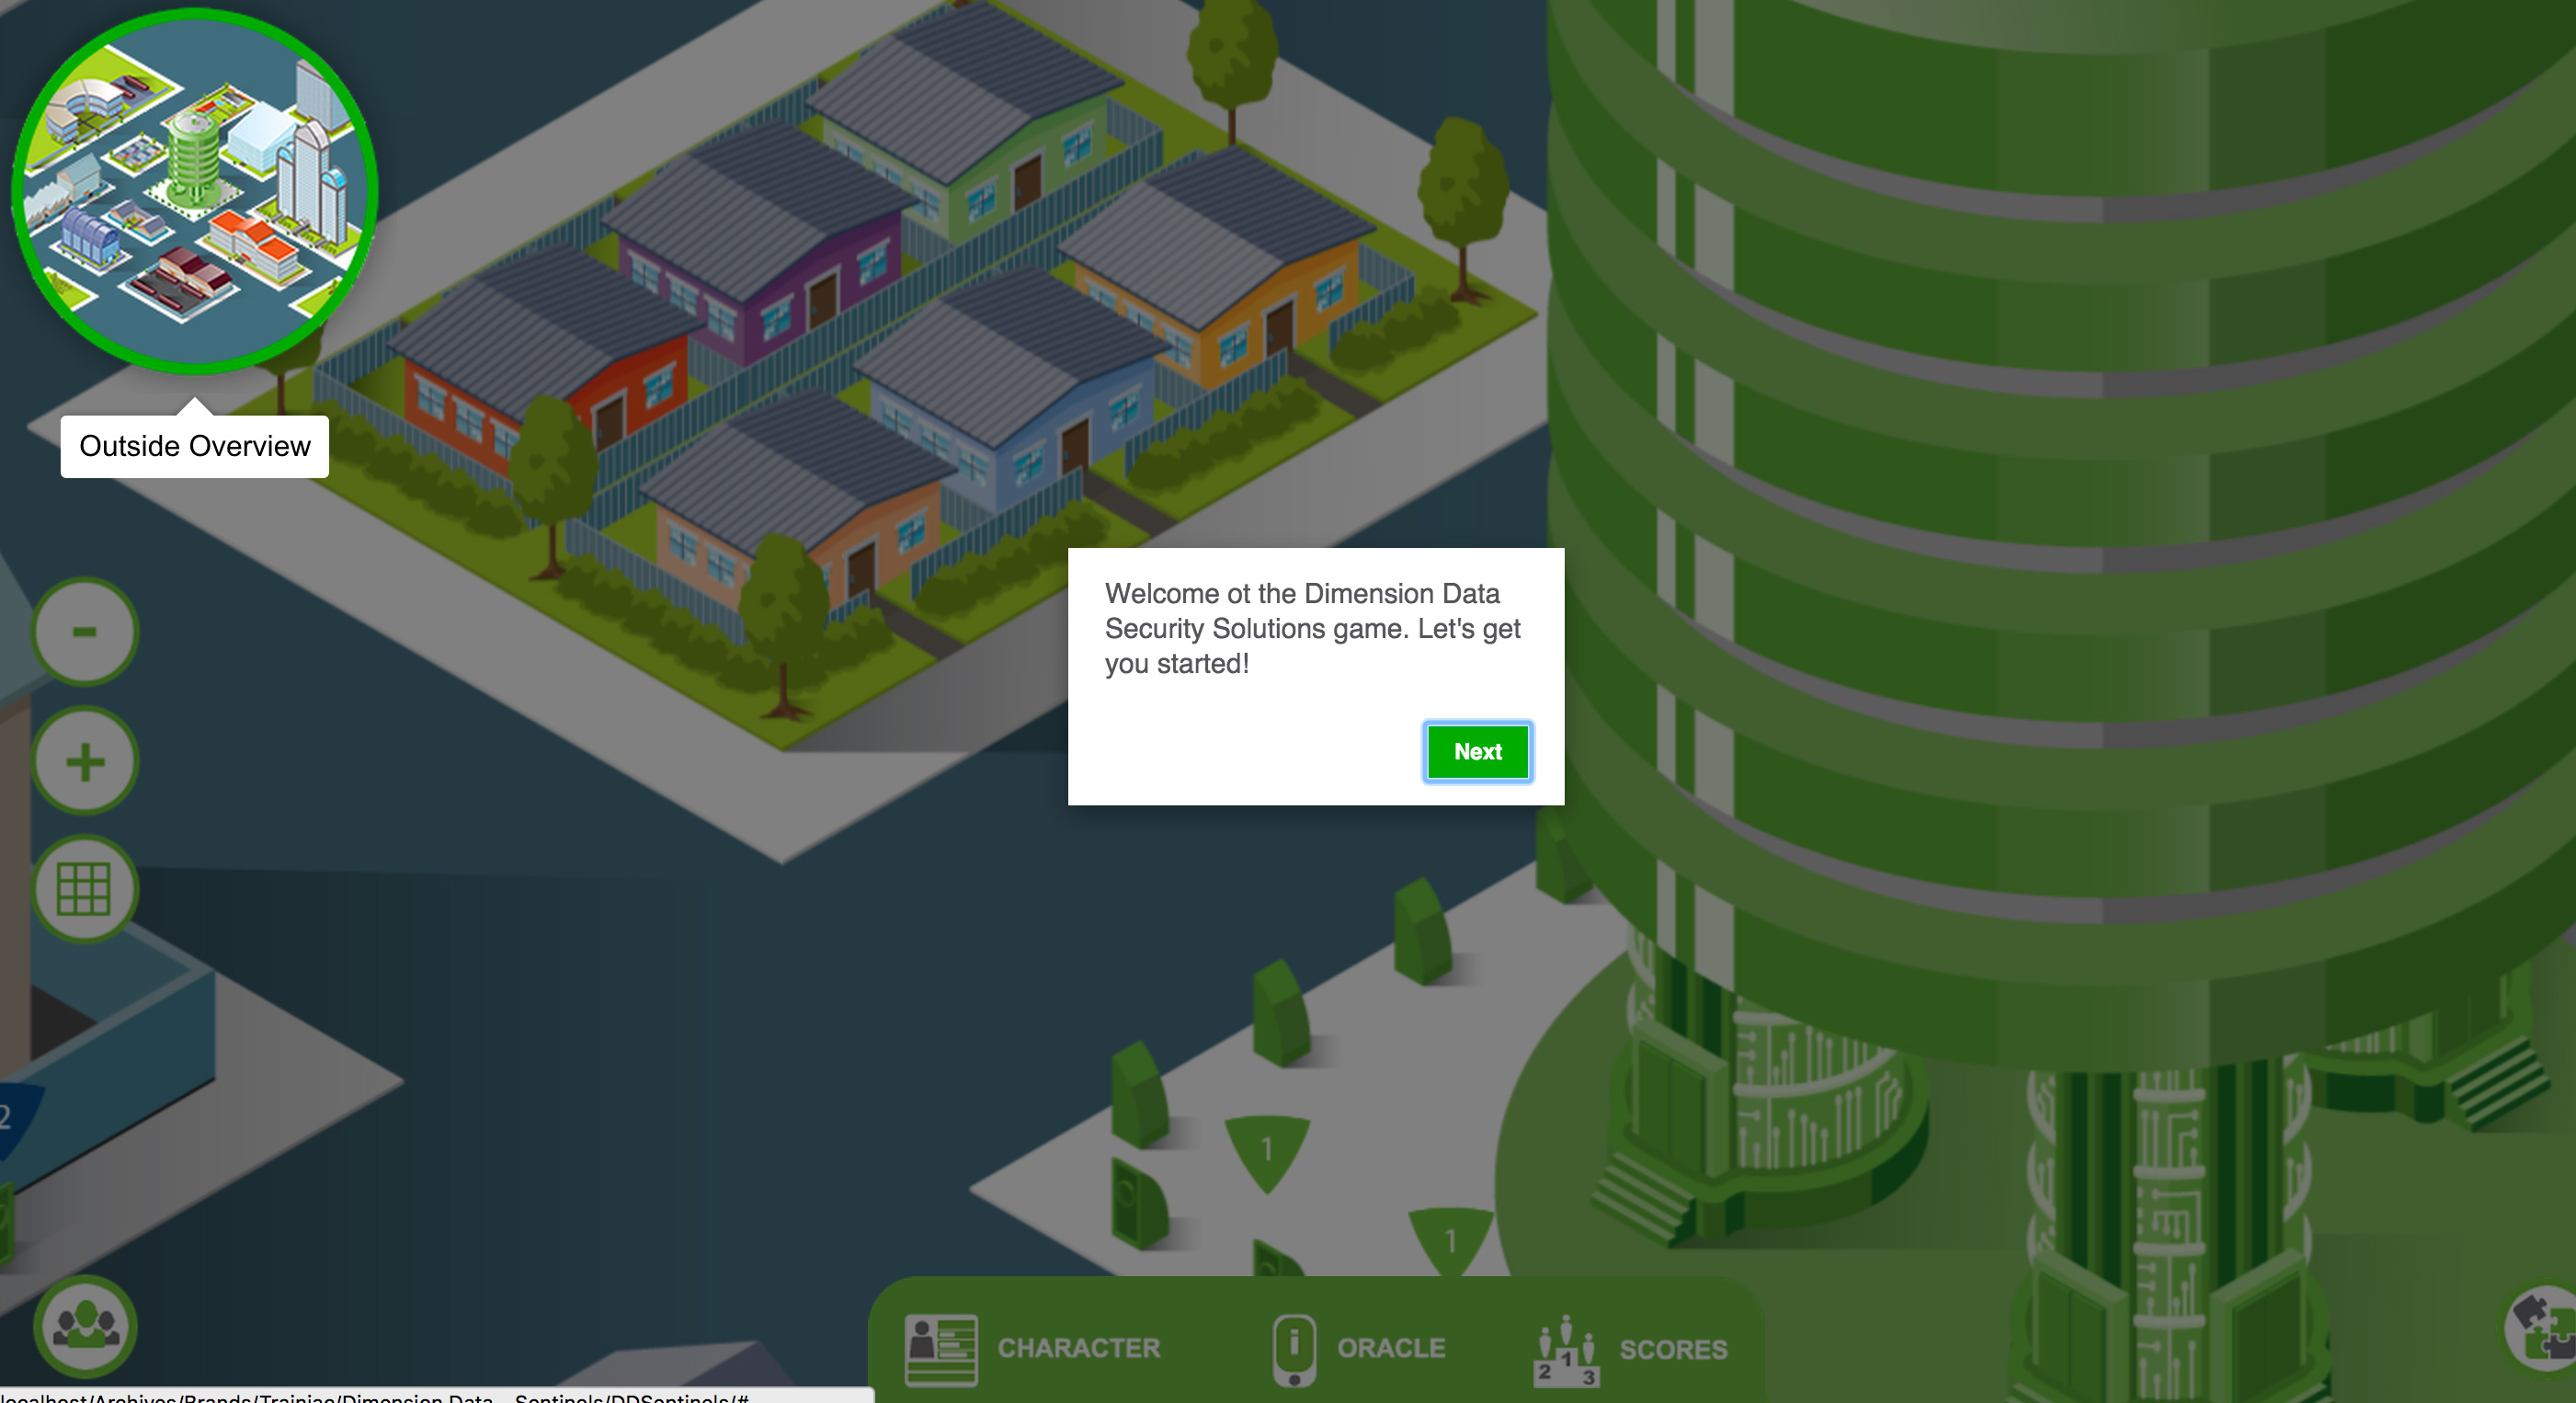 Outside Overview
Welcome ot the Dimension Data
Security Solutions game. Let's get
you started!
Next
-
+
2
1
1
CHARACTER
ORACLE
2 1 3
SCORES
localhost/Archives/Brands/Trainiac/Dimension Data - Sentinels/DDSentinels/#